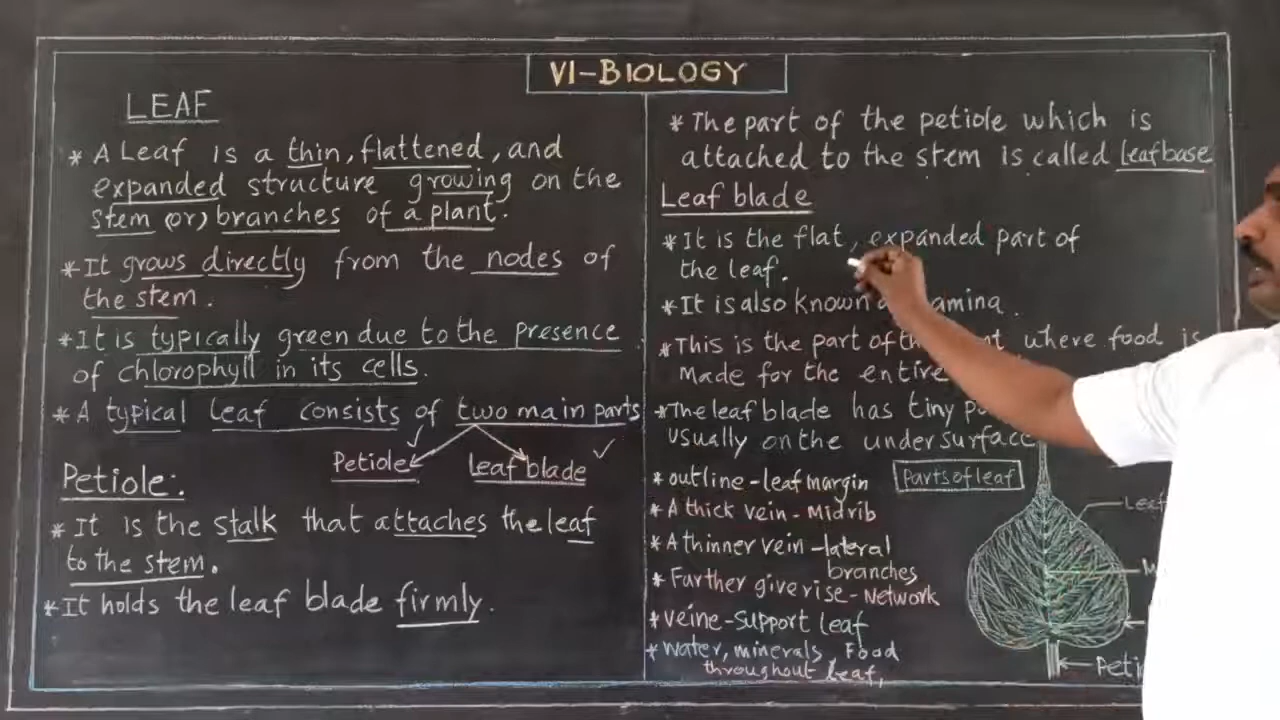 VI-BIOLOGY
LEAF
* A Leaf is a thin, flattened, and
expanded structure growing on the
stem (or) branches of a plant.
* It grows directly from the nodes of
the stem.
* It is typically green due to the presence
of chlorophyll in its cells.
* A typical leaf consists of two main parts
Petiole Leaf blade
Petiole:
* It is the stalk that attaches the leaf
to the stem.
* It holds the leaf blade firmly.
* The part of the petiole which is
attached to the stem is called leafbase
Leaf blade
* It is the flat, expanded part of
the leaf.
* It is also known
* This is the part of where food is
Made for the entire
* The leaf blade has tiny
usually on the under surface
* outline - leaf margin
* A thick vein - Midrib
* A thinner vein - lateral
branches
* Further give rise - Network
* veine - Support leaf
* water, minerals, Food
throughout leaf,
Parts of leaf
Leaf